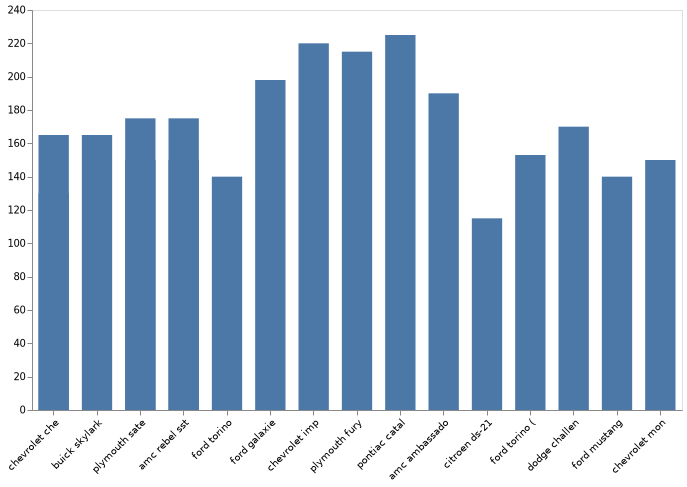 240
220
200
180
160
140
120
100
80
60
40
20
0
chevrolet che
buick skylark
plymouth sate
amc rebel sst
ford torino
ford galaxie
chevrolet imp
plymouth fury
pontiac catal
amc ambassado
citroen ds-21
ford torino (
dodge challen
ford mustang
chevrolet mon